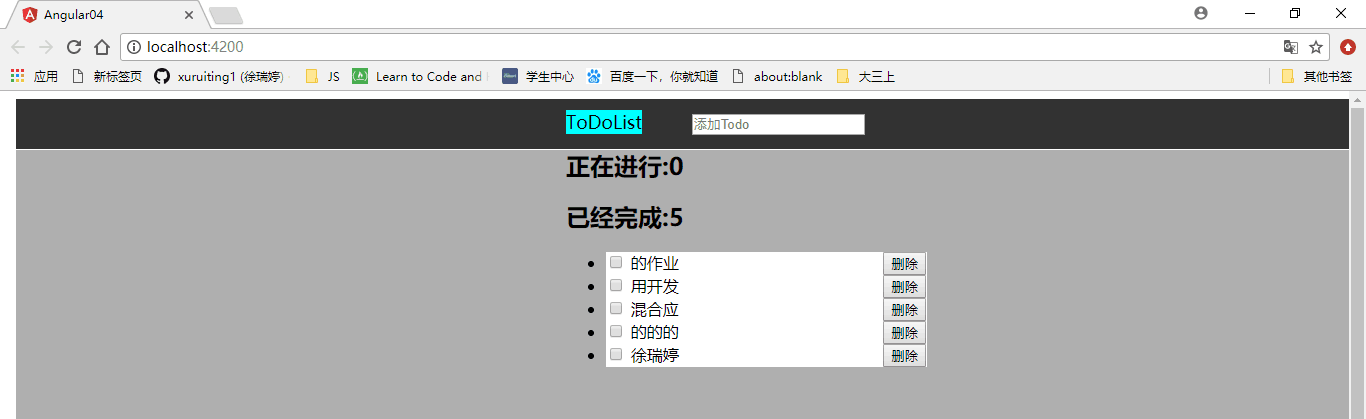 Angular04
localhost:4200
应用 新标签页 xuruiting1 (徐瑞婷) JS Learn to Code and 学生中心 百度一下，你就知道 about:blank 大三上 其他书签
ToDoList 添加Todo
正在进行:0
已经完成:5
的作业 删除
用开发 删除
混合应 删除
的的的 删除
徐瑞婷 删除